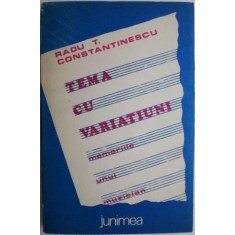 RADU T.
CONSTANTINESCU
TEMA
CU
VARIATIUNI
memoriile
unui
muzician
junimea